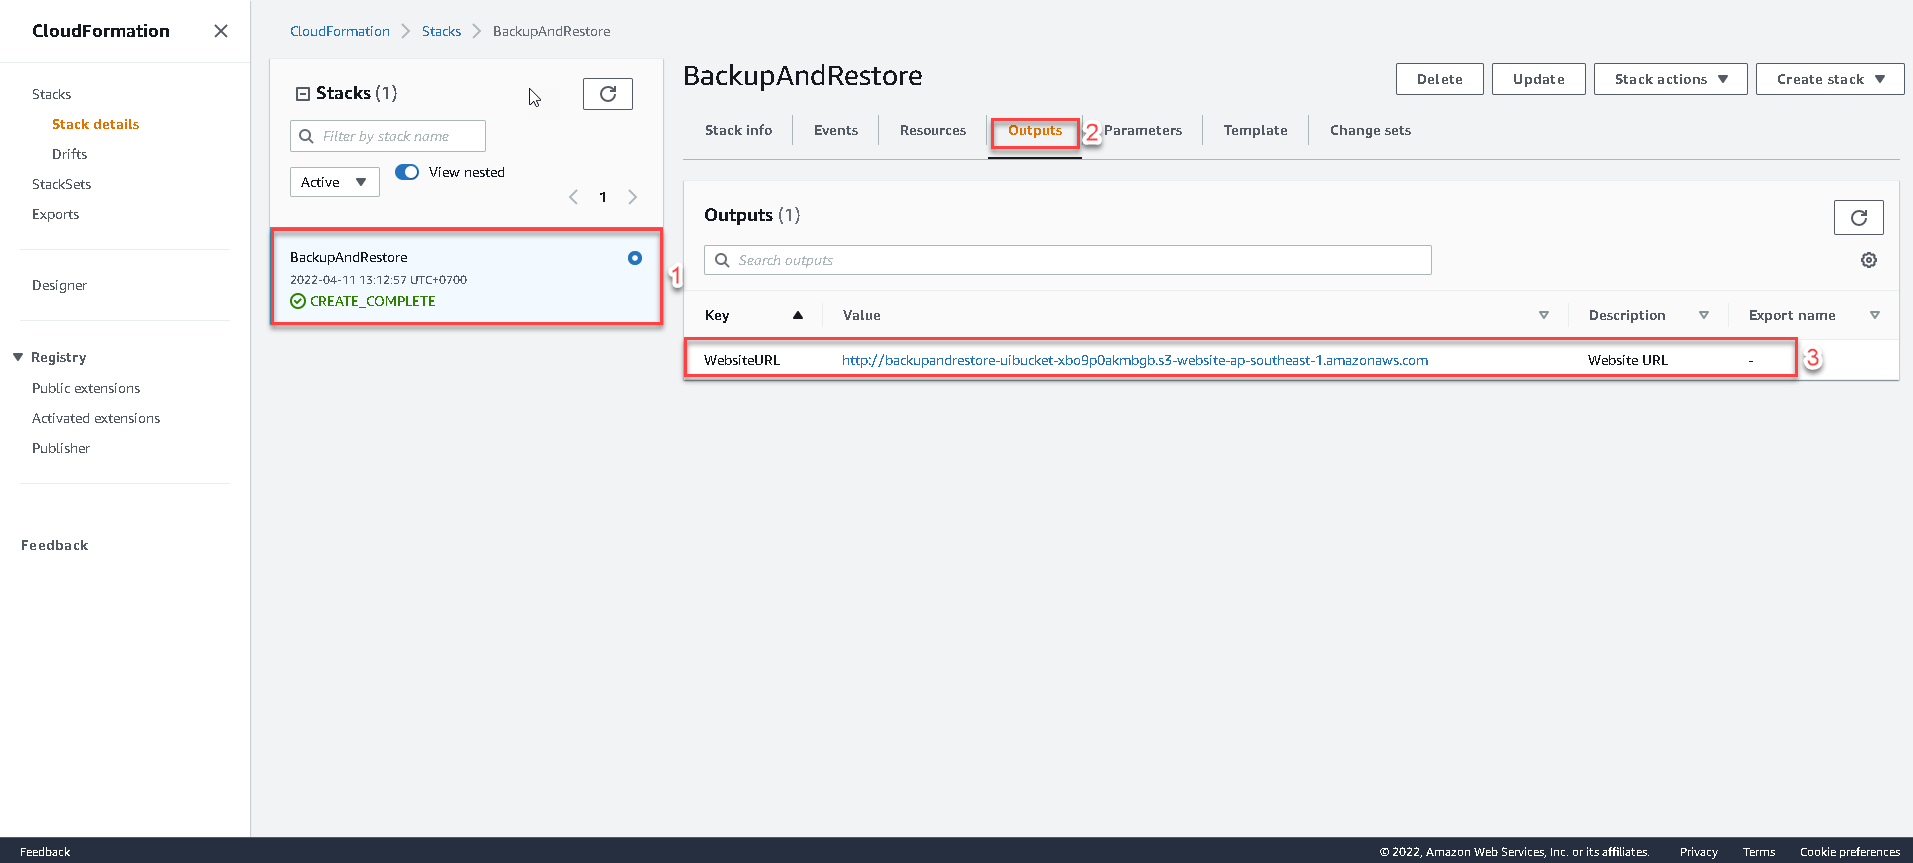 CloudFormation
Stacks
Stack details
Drifts
StackSets
Exports
Designer
Registry
Public extensions
Activated extensions
Publisher
Feedback
CloudFormation Stacks BackupAndRestore
Stacks (1)
Filter by stack name
Active
View nested
1
BackupAndRestore
2022-04-11 13:12:57 UTC+0700
CREATE_COMPLETE
1
BackupAndRestore
Delete Update Stack actions Create stack
Stack info Events Resources Outputs 2 Parameters Template Change sets
Outputs (1)
Search outputs
Key Value Description Export name
WebsiteURL http://backupandrestore-uibucket-xbo9p0akmbgb.s3-website-ap-southeast-1.amazonaws.com Website URL - 3
Feedback © 2022, Amazon Web Services, Inc. or its affiliates. Privacy Terms Cookie preferences